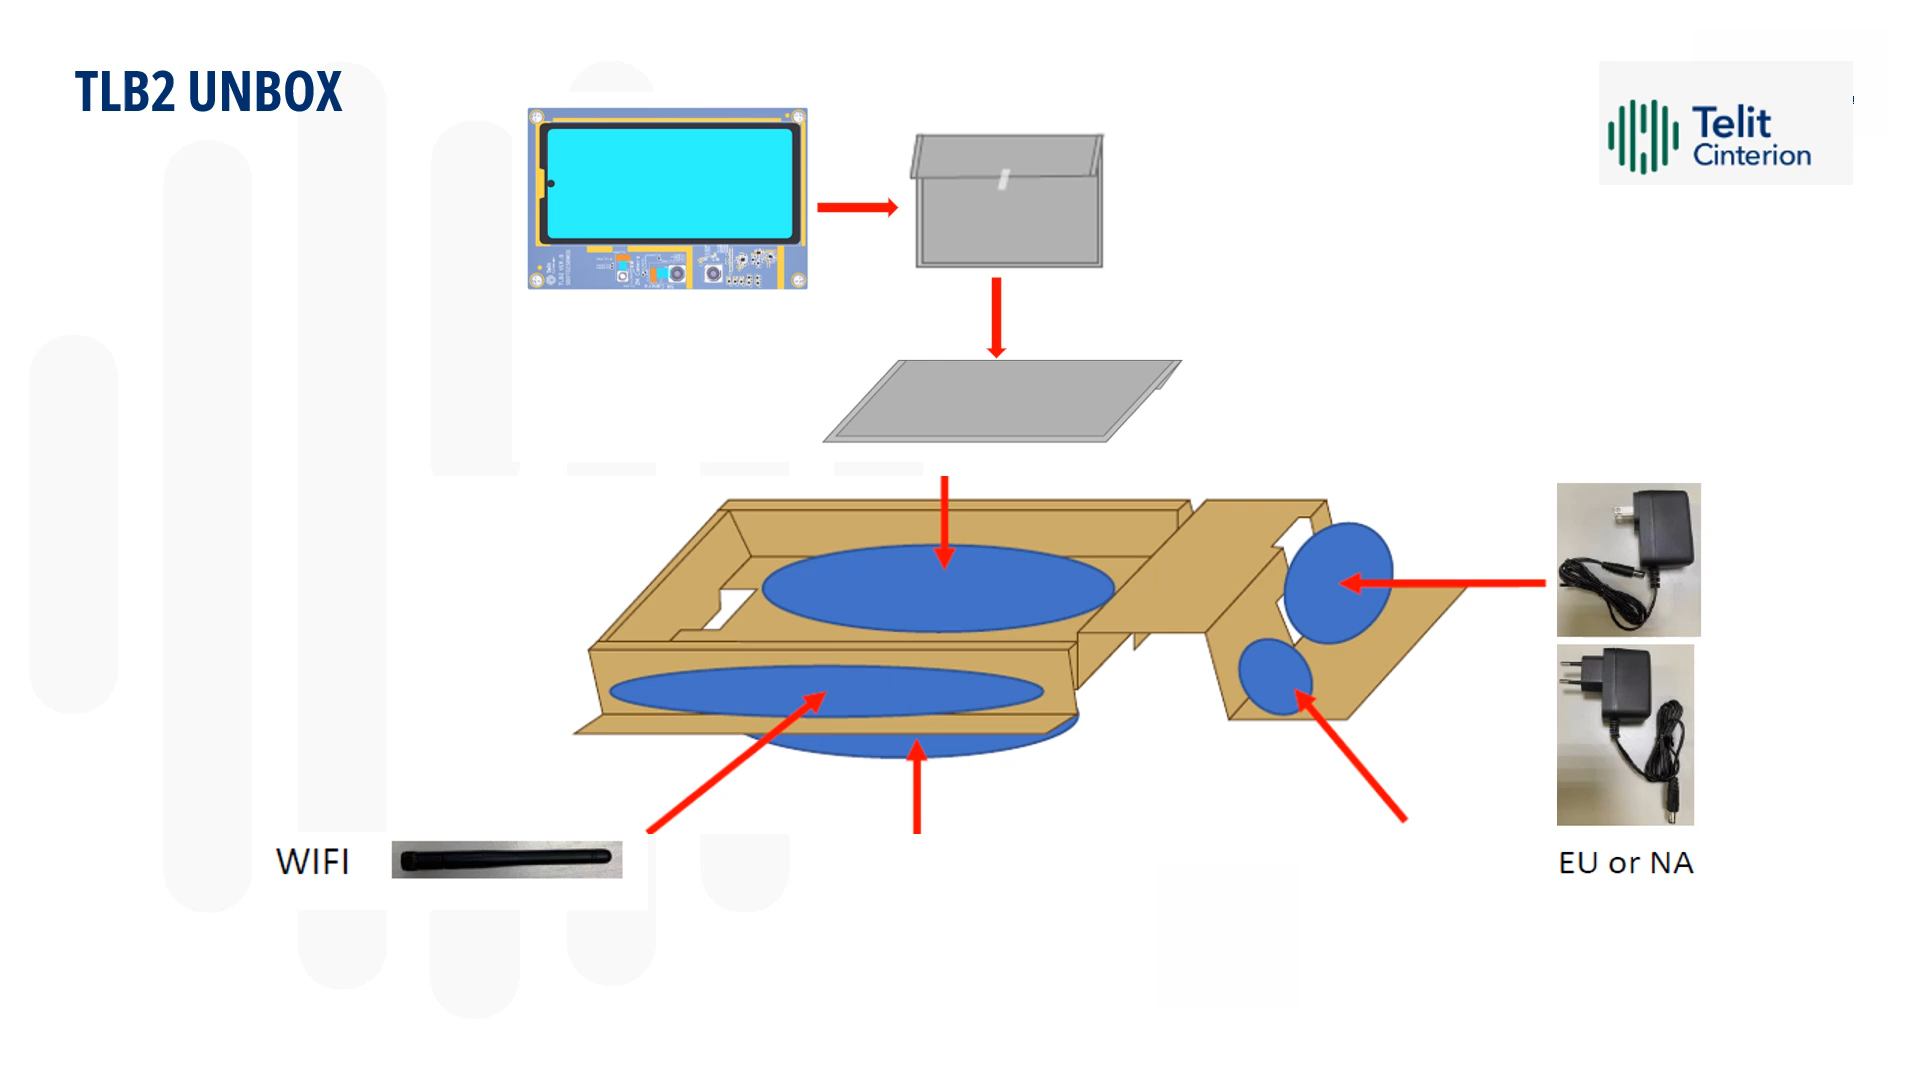 TLB2 UNBOX
Telit
Cinterion
WIFI
EU or NA